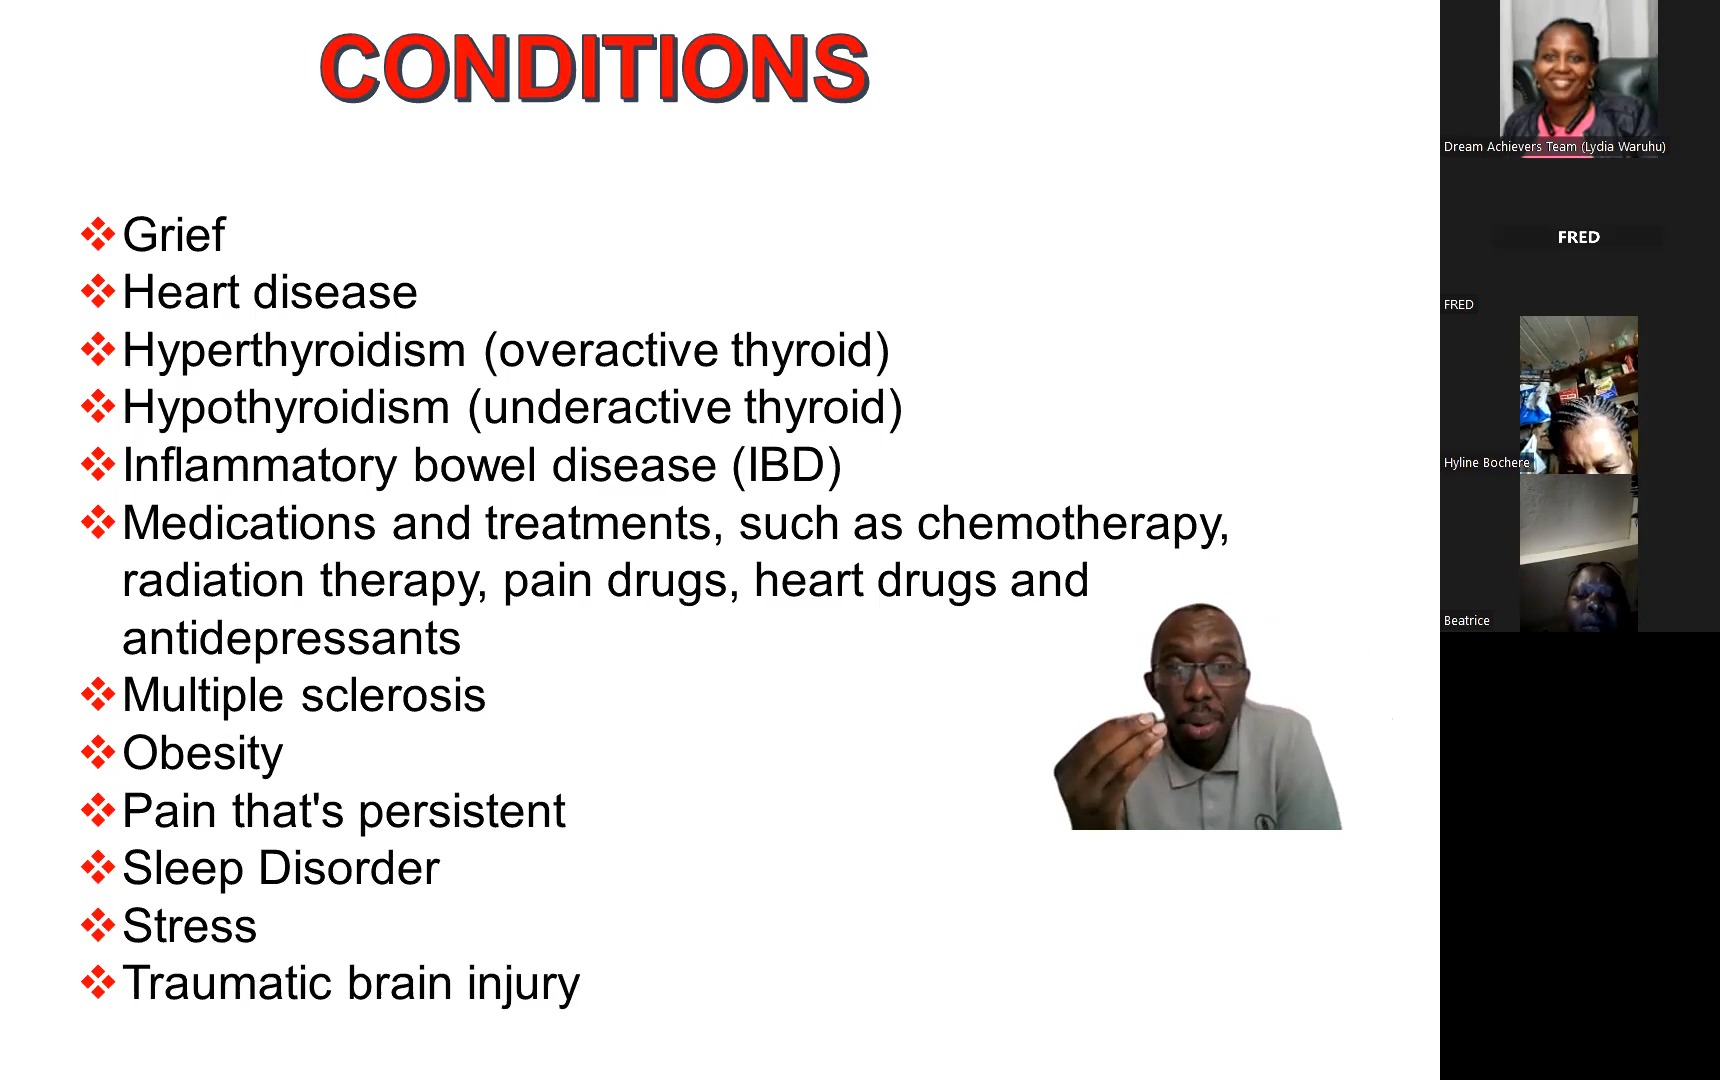 CONDITIONS
Grief
Heart disease
Hyperthyroidism (overactive thyroid)
Hypothyroidism (underactive thyroid)
Inflammatory bowel disease (IBD)
Medications and treatments, such as chemotherapy,
radiation therapy, pain drugs, heart drugs and
antidepressants
Multiple sclerosis
Obesity
Pain that's persistent
Sleep Disorder
Stress
Traumatic brain injury
Dream Achievers Team (Lydia Waruhu)
FRED
FRED
Hyline Bochere
Beatrice